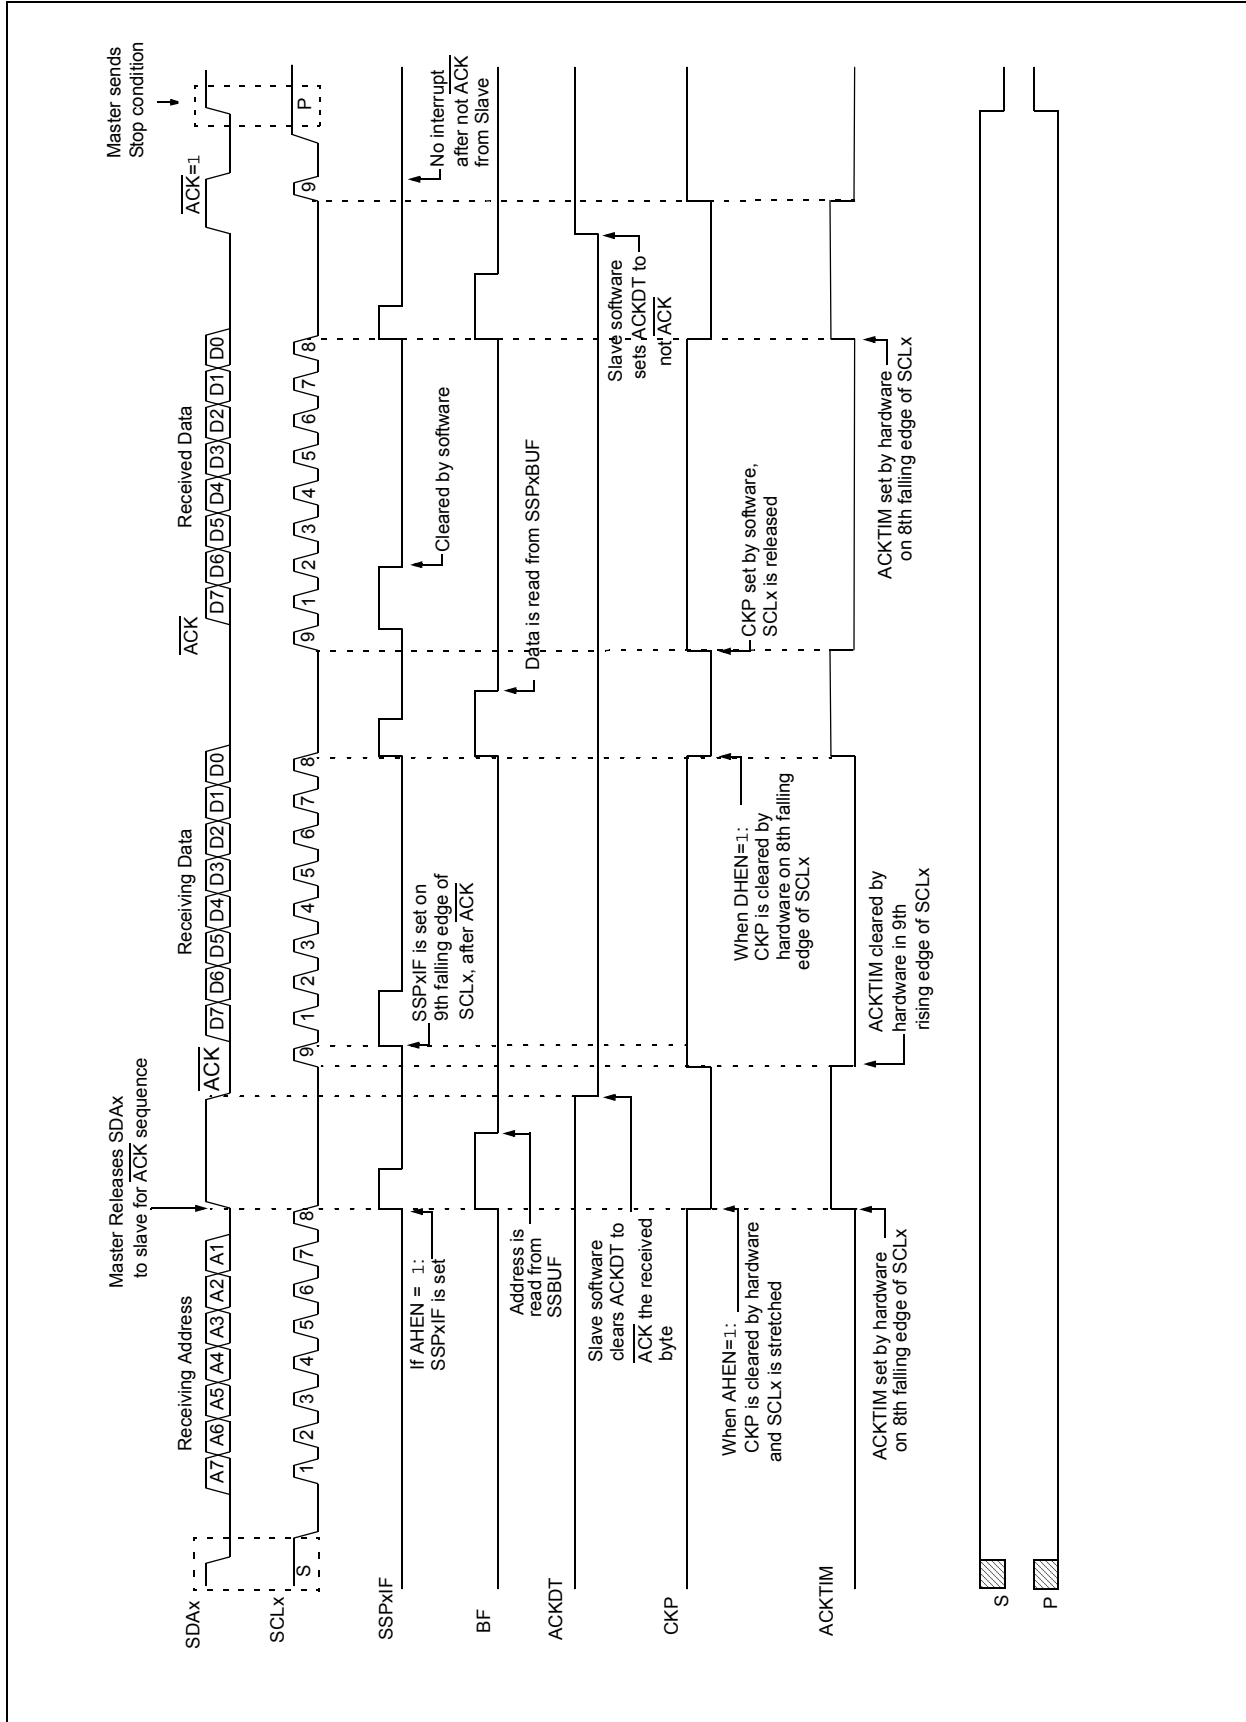 Master Releases SDAx
to slave for ACK sequence
Master sends
Stop condition
Receiving Address
Receiving Data
Received Data
ACK
ACK
ACK=1
SDAx
A7 A6 A5 A4 A3 A2 A1
D7 D6 D5 D4 D3 D2 D1 D0
D7 D6 D5 D4 D3 D2 D1 D0
SCLx
S
1 2 3 4 5 6 7 8
9
1 2 3 4 5 6 7 8
9
1 2 3 4 5 6 7 8
9
P
SSPxIF
If AHEN = 1:
SSPxIF is set
SSPxIF is set on
9th falling edge of
SCLx, after ACK
Cleared by software
No interrupt
after not ACK
from Slave
BF
Address is
read from
SSBUF
Data is read from SSPxBUF
ACKDT
Slave software
clears ACKDT to
ACK the received
byte
Slave software
sets ACKDT to
not ACK
CKP
When AHEN=1:
CKP is cleared by hardware
and SCLx is stretched
When DHEN=1:
CKP is cleared by
hardware on 8th falling
edge of SCLx
CKP set by software,
SCLx is released
ACKTIM
ACKTIM set by hardware
on 8th falling edge of SCLx
ACKTIM cleared by
hardware in 9th
rising edge of SCLx
ACKTIM set by hardware
on 8th falling edge of SCLx
S
P